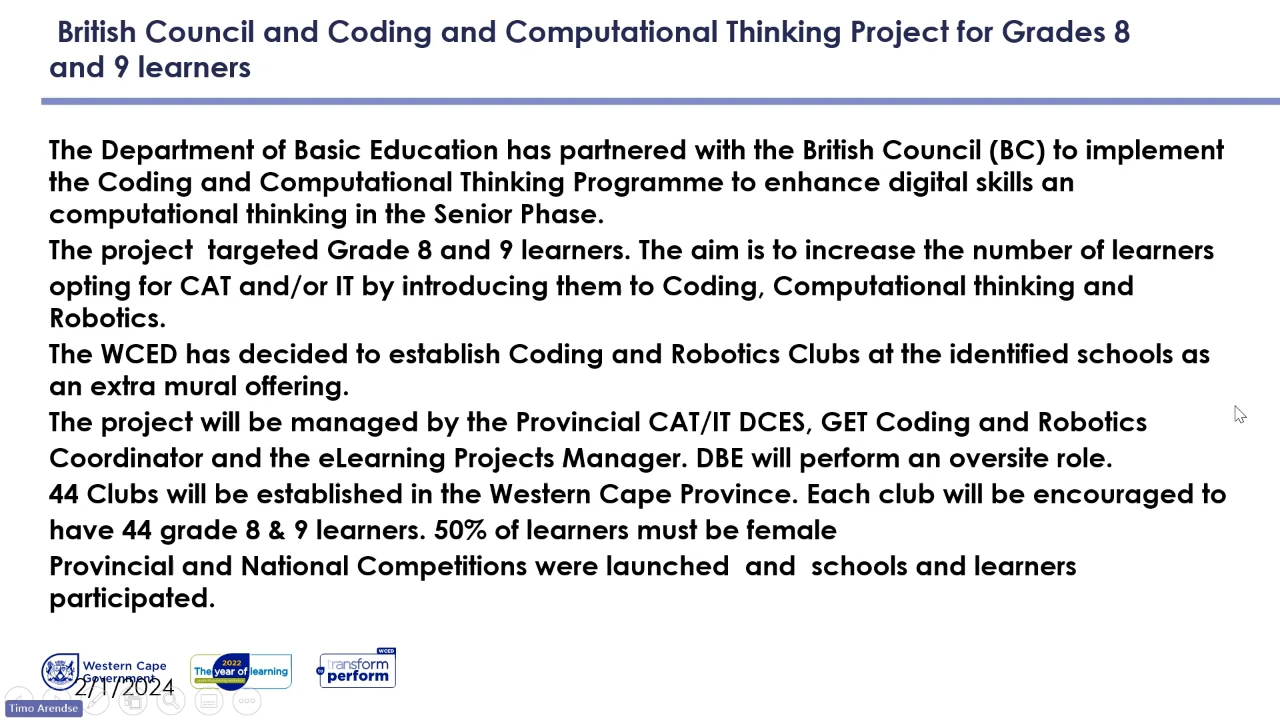 British Council and Coding and Computational Thinking Project for Grades 8
and 9 learners
The Department of Basic Education has partnered with the British Council (BC) to implement
the Coding and Computational Thinking Programme to enhance digital skills an
computational thinking in the Senior Phase.
The project targeted Grade 8 and 9 learners. The aim is to increase the number of learners
opting for CAT and/or IT by introducing them to Coding, Computational thinking and
Robotics.
The WCED has decided to establish Coding and Robotics Clubs at the identified schools as
an extra mural offering.
The project will be managed by the Provincial CAT/IT DCES, GET Coding and Robotics
Coordinator and the eLearning Projects Manager. DBE will perform an oversite role.
44 Clubs will be established in the Western Cape Province. Each club will be encouraged to
have 44 grade 8 & 9 learners. 50% of learners must be female
Provincial and National Competitions were launched and schools and learners
participated.
Western Cape
Government
2022
The year of learning
WCED
transform
to perform
2/1/2024
Timo Arendse